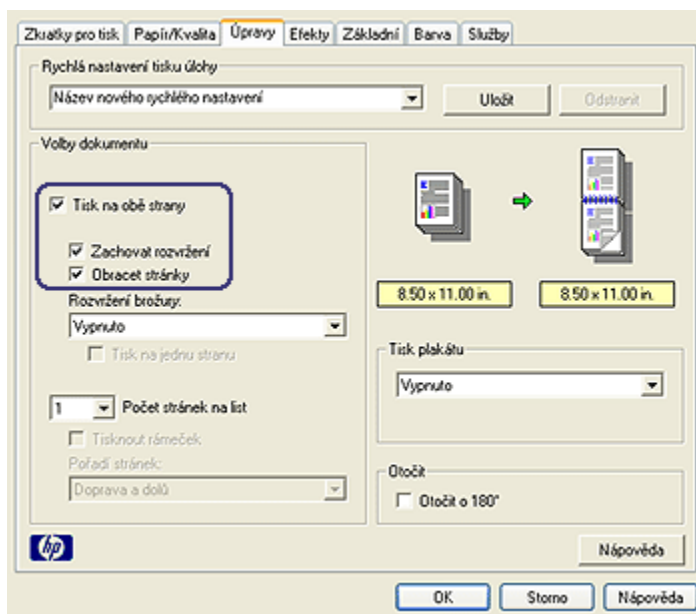 Zkratky pro tisk Papír/Kvalita Úpravy Efekty Základní Barva Služby
Rychlá nastavení tisku úlohy
Název nového rychlého nastavení
Uložit
Odstranit
Volby dokumentu
Tisk na obě strany
Zachovat rozvržení
Obracet stránky
Rozvržení brožury:
Vypnuto
Tisk na jednu stranu
1 Počet stránek na list
Tisknout rámeček
Pořadí stránek:
Doprava a dolů
8.50 x 11.00 in.
8.50 x 11.00 in.
Tisk plakátu
Vypnuto
Otočit
Otočit o 180°
hp
Nápověda
OK Storno Nápověda